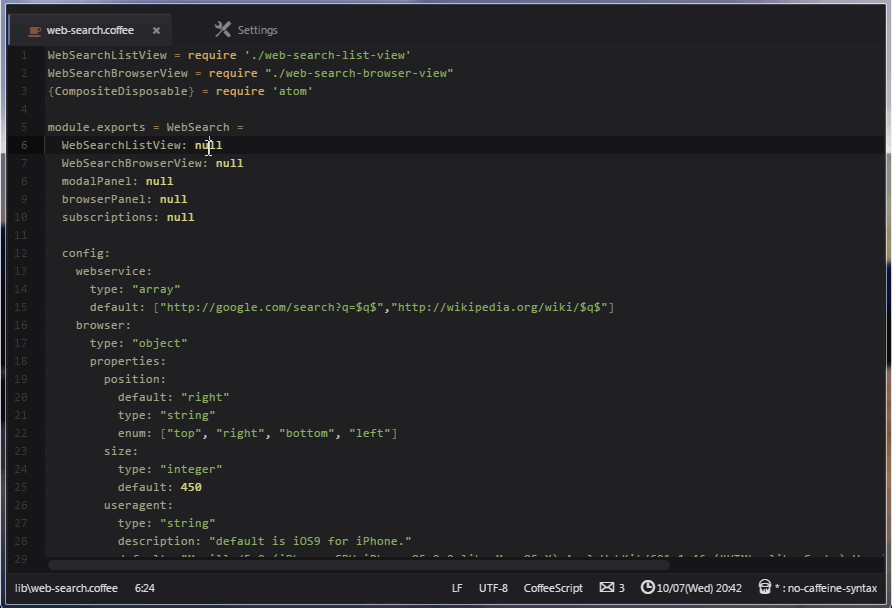 web-search.coffee × Settings
1 WebSearchListView = require './web-search-list-view'
2 WebSearchBrowserView = require "./web-search-browser-view"
3 {CompositeDisposable} = require 'atom'
4
5 module.exports = WebSearch =
6 WebSearchListView: null
7 WebSearchBrowserView: null
8 modalPanel: null
9 browserPanel: null
10 subscriptions: null
11
12 config:
13 webservice:
14 type: "array"
15 default: ["http://google.com/search?q=$q$","http://wikipedia.org/wiki/$q$"]
16 browser:
17 type: "object"
18 properties:
19 position:
20 default: "right"
21 type: "string"
22 enum: ["top", "right", "bottom", "left"]
23 size:
24 type: "integer"
25 default: 450
26 useragent:
27 type: "string"
28 description: "default is iOS9 for iPhone."
29
lib\web-search.coffee 6:24 LF UTF-8 CoffeeScript 3 10/07(Wed) 20:42 * : no-caffeine-syntax